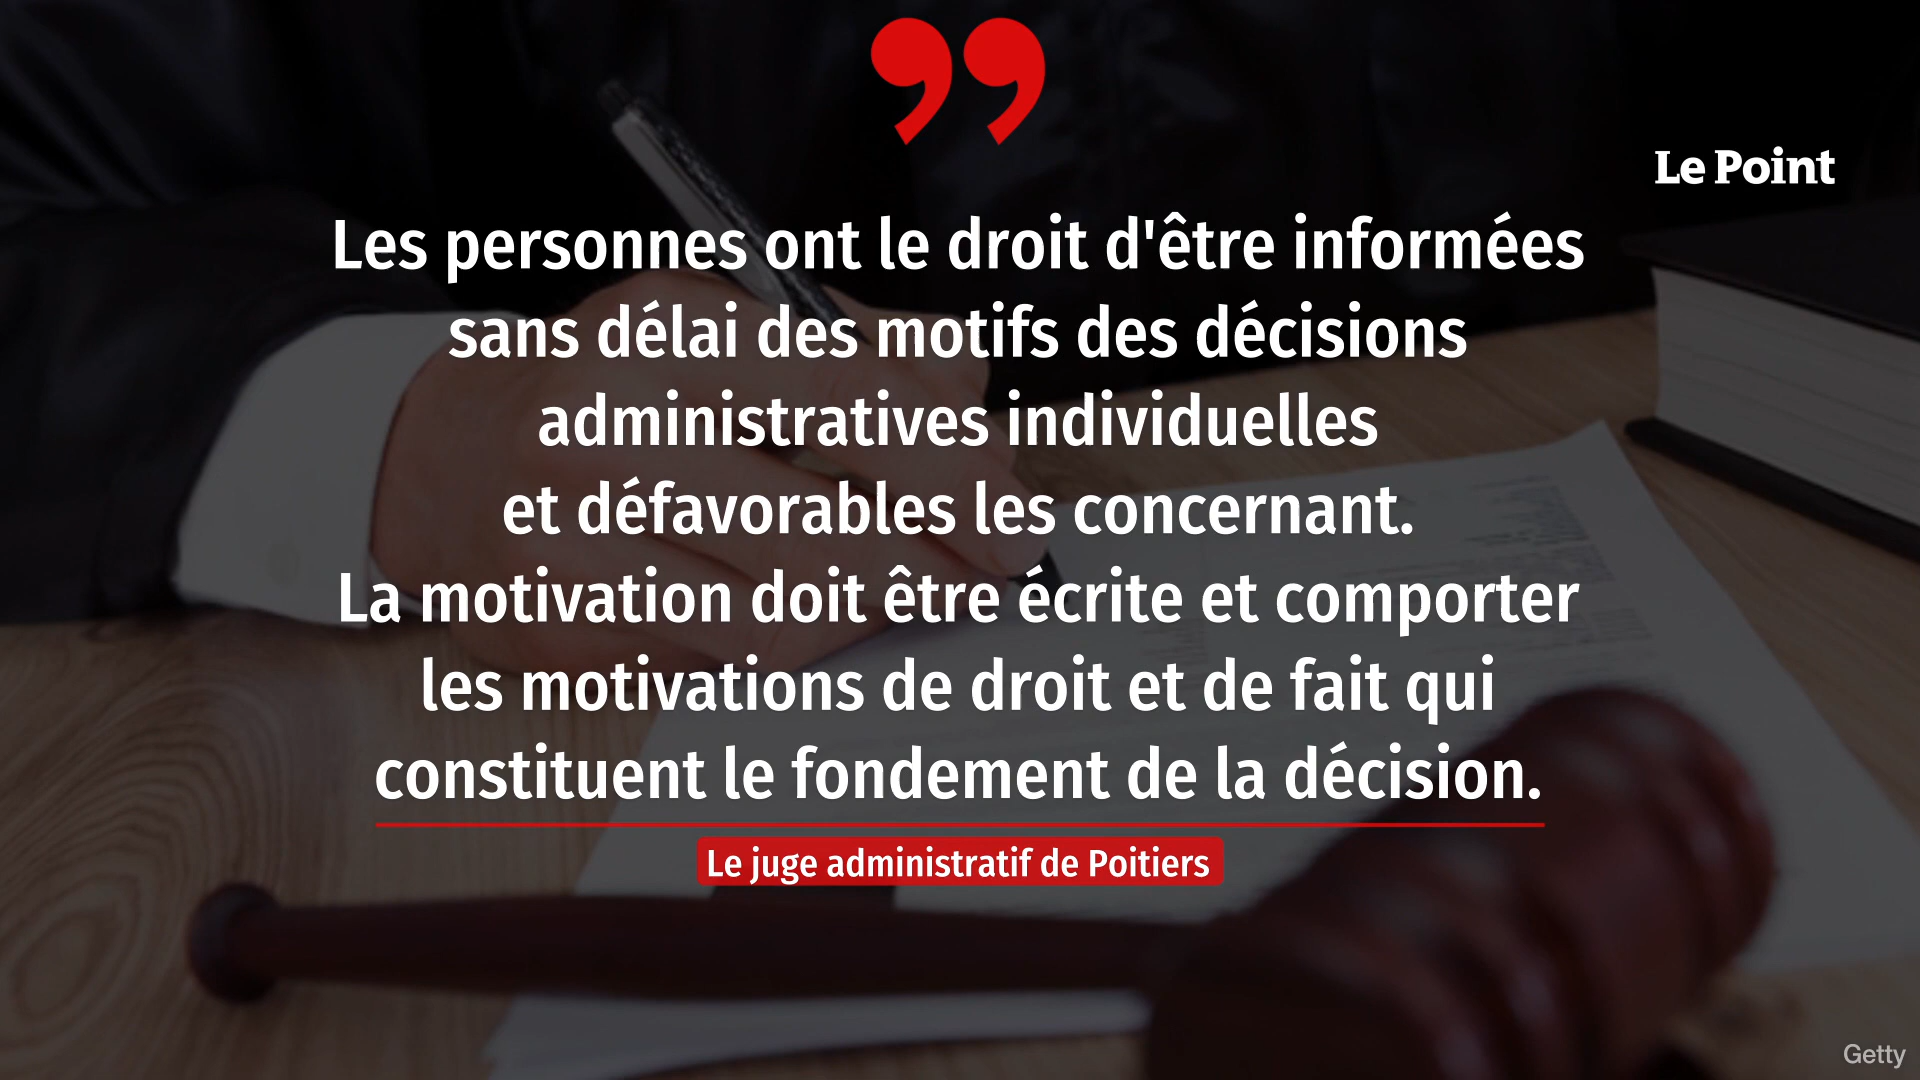 Le Point
Les personnes ont le droit d'être informées
sans délai des motifs des décisions
administratives individuelles
et défavorables les concernant.
La motivation doit être écrite et comporter
les motivations de droit et de fait qui
constituent le fondement de la décision.
Le juge administratif de Poitiers
Getty